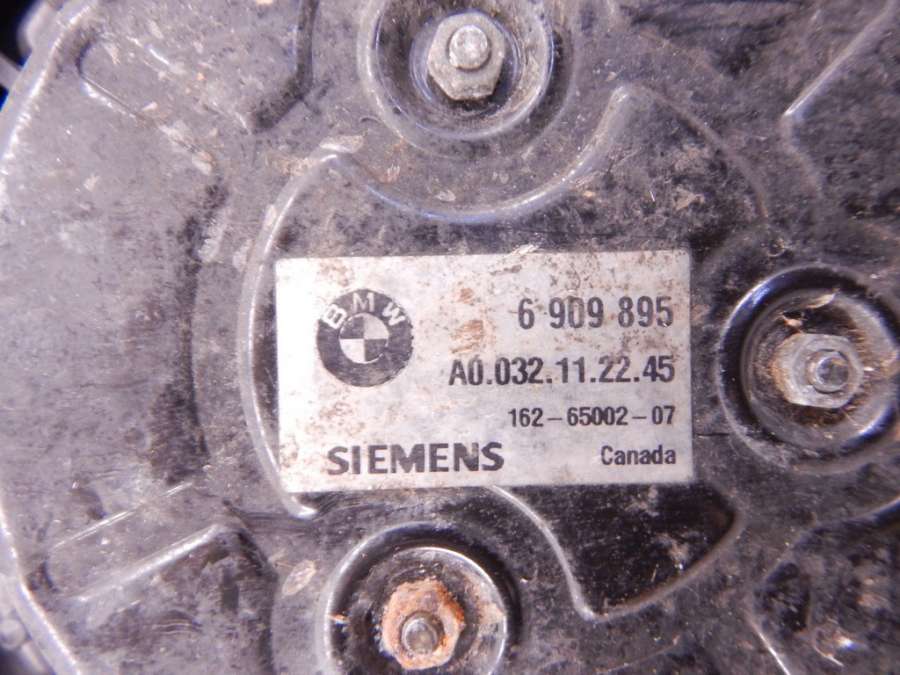 BMW
6 909 895
A0.032.11.22.45
162-65002-07
SIEMENS
Canada